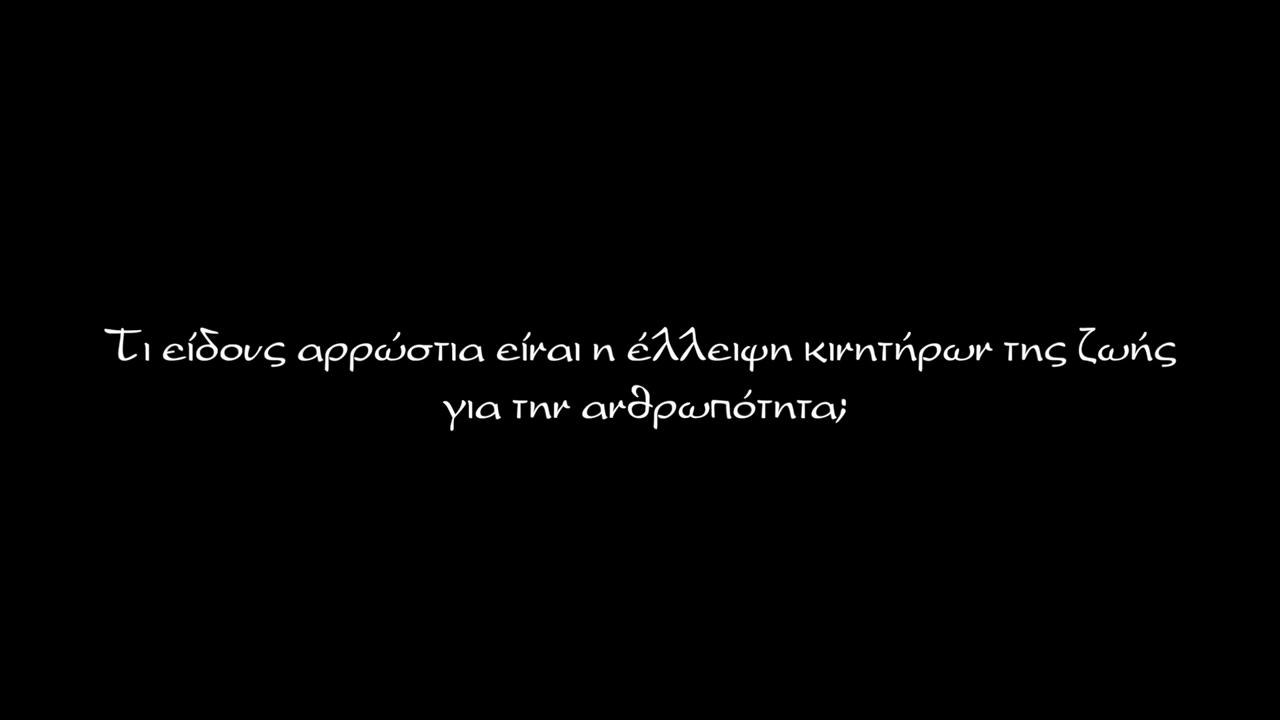 Τι είδους αρρώστια είναι η έλλειψη κινητήρων της ζωής
για την ανθρωπότητα;